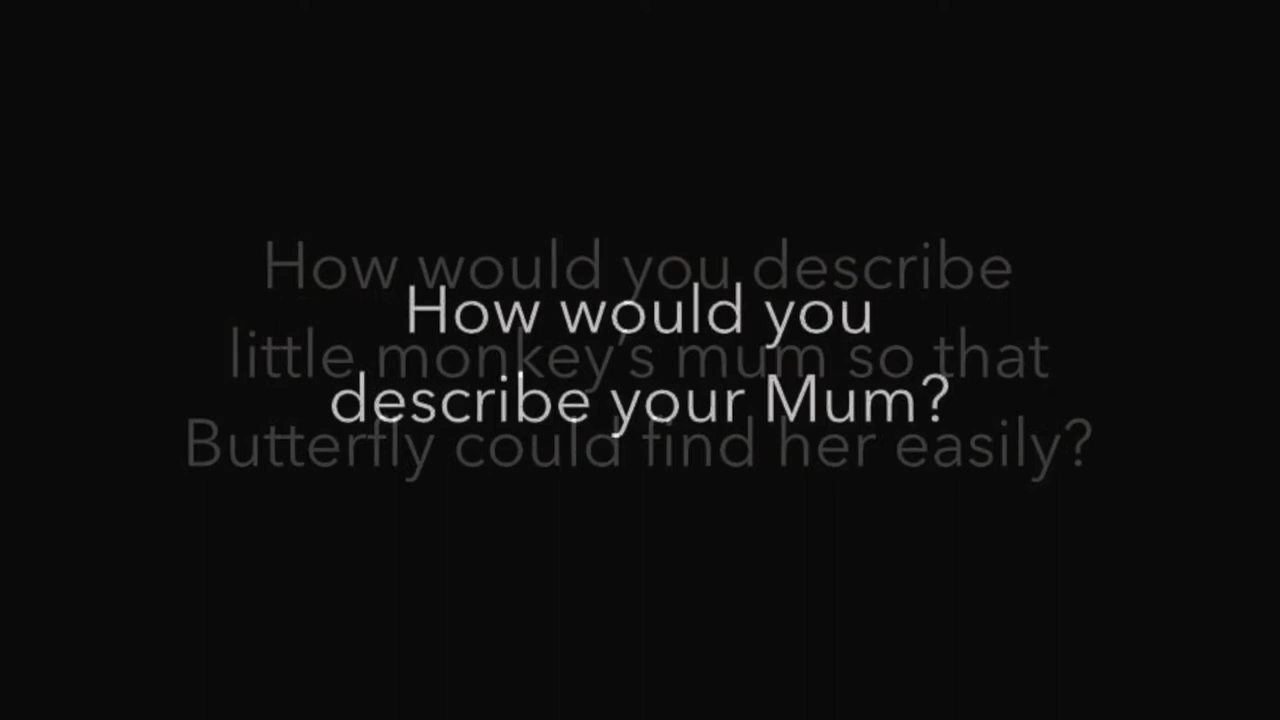 How would you describe
little monkey's mum so that
Butterfly could find her easily?
How would you
describe your Mum?